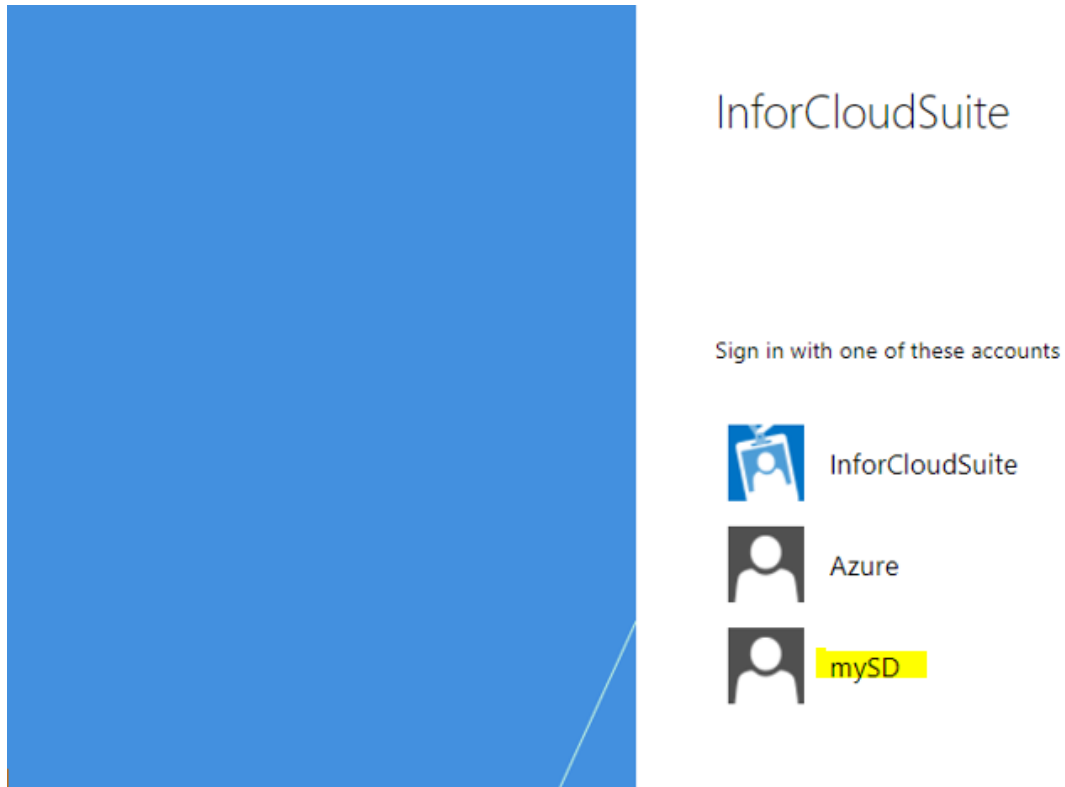 InforCloudSuite
Sign in with one of these accounts
InforCloudSuite
Azure
mySD